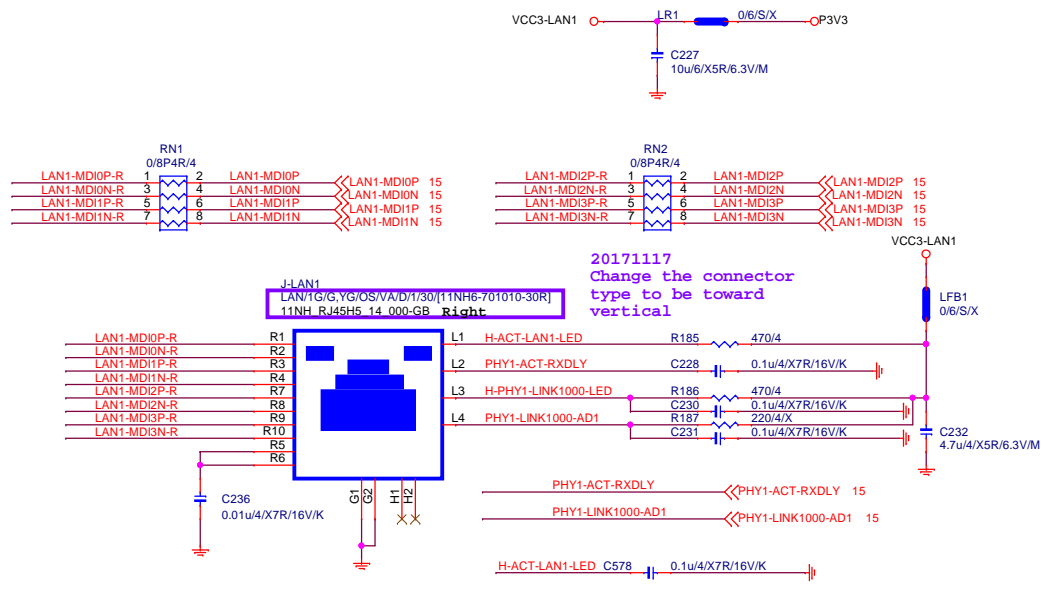 VCC3-LAN1 LR1 0/6/S/X P3V3
C227
10u/6/X5R/6.3V/M
RN1
0/8P4R/4
LAN1-MDI0P-R 1 2 LAN1-MDI0P LAN1-MDI0P 15
LAN1-MDI0N-R 3 4 LAN1-MDI0N LAN1-MDI0N 15
LAN1-MDI1P-R 5 6 LAN1-MDI1P LAN1-MDI1P 15
LAN1-MDI1N-R 7 8 LAN1-MDI1N LAN1-MDI1N 15
RN2
0/8P4R/4
LAN1-MDI2P-R 1 2 LAN1-MDI2P LAN1-MDI2P 15
LAN1-MDI2N-R 3 4 LAN1-MDI2N LAN1-MDI2N 15
LAN1-MDI3P-R 5 6 LAN1-MDI3P LAN1-MDI3P 15
LAN1-MDI3N-R 7 8 LAN1-MDI3N LAN1-MDI3N 15
VCC3-LAN1
20171117
Change the connector
type to be toward
vertical
LFB1
0/6/S/X
J-LAN1
LAN/1G/G,YG/OS/VA/D/1/30/[11NH6-701010-30R]
11NH_RJ45H5_14_000-GB Right
LAN1-MDI0P-R R1
LAN1-MDI0N-R R2
LAN1-MDI1P-R R3
LAN1-MDI1N-R R4
LAN1-MDI2P-R R7
LAN1-MDI2N-R R8
LAN1-MDI3P-R R9
LAN1-MDI3N-R R10
R5
R6
L1 H-ACT-LAN1-LED R185 470/4
L2 PHY1-ACT-RXDLY C228 0.1u/4/X7R/16V/K
L3 H-PHY1-LINK1000-LED R186 470/4
C230 0.1u/4/X7R/16V/K
L4 PHY1-LINK1000-AD1 R187 220/4/X
C231 0.1u/4/X7R/16V/K
C232
4.7u/4/X5R/6.3V/M
G1 G2 H1 H2
C236
0.01u/4/X7R/16V/K
PHY1-ACT-RXDLY PHY1-ACT-RXDLY 15
PHY1-LINK1000-AD1 PHY1-LINK1000-AD1 15
H-ACT-LAN1-LED C578 0.1u/4/X7R/16V/K